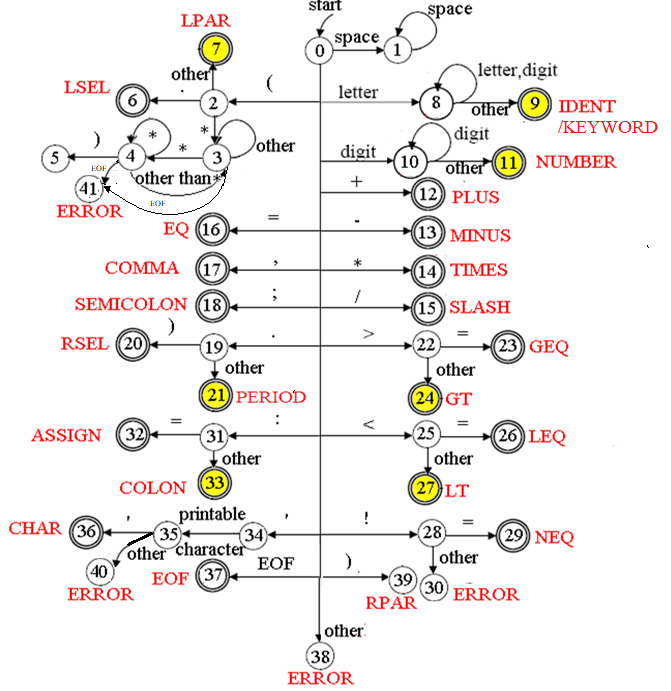 start
LPAR
space
7
0
space
1
other
.
(
LSEL
6
2
letter
letter,digit
8
other
9
IDENT
/KEYWORD
*
)
*
*
3
other
5
4
digit
digit
10
other
11
NUMBER
EOF
other than*
41
EOF
ERROR
+
12
PLUS
EQ
16
=
-
13
MINUS
COMMA
17
,
*
14
TIMES
SEMICOLON
18
;
/
15
SLASH
RSEL
20
)
19
.
>
22
=
23
GEQ
other
other
21
PERIOD
24
GT
ASSIGN
32
=
31
:
<
25
=
26
LEQ
other
other
COLON
33
27
LT
CHAR
36
'
35
printable
character
34
'
!
28
=
29
NEQ
other
other
40
ERROR
EOF
37
EOF
)
39
RPAR
30
ERROR
other
38
ERROR